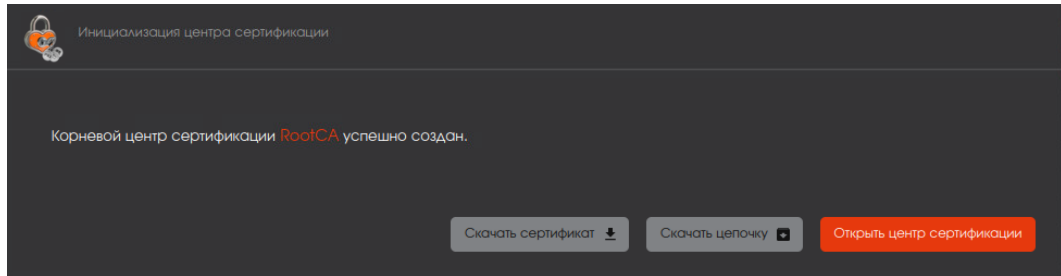 Инициализация центра сертификации
Корневой центр сертификации RootCA успешно создан.
Скачать сертификат
Скачать цепочку
Открыть центр сертификации